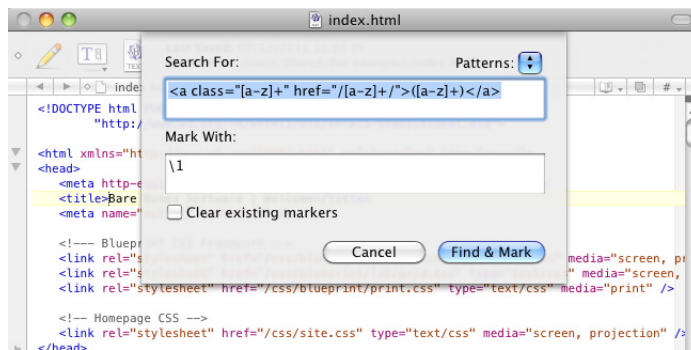 index.html
Search For:
Patterns:
<a class="[a-z]+" href="/[a-z]+/">([a-z]+)</a>
Mark With:
\1
Clear existing markers
Cancel
Find & Mark
index
# 
<!DOCTYPE html
"http:/
<html xmlns="ht
<head>
<meta http-e
<title>Bare
<meta name="
<!--- Bluepr
<link rel="s media="screen, pr
<link rel="s " media="screen,
<link rel="stylesheet" href="/css/blueprint/print.css" type="text/css" media="print" />
<!-- Homepage CSS -->
<link rel="stylesheet" href="/css/site.css" type="text/css" media="screen, projection" />
</head>